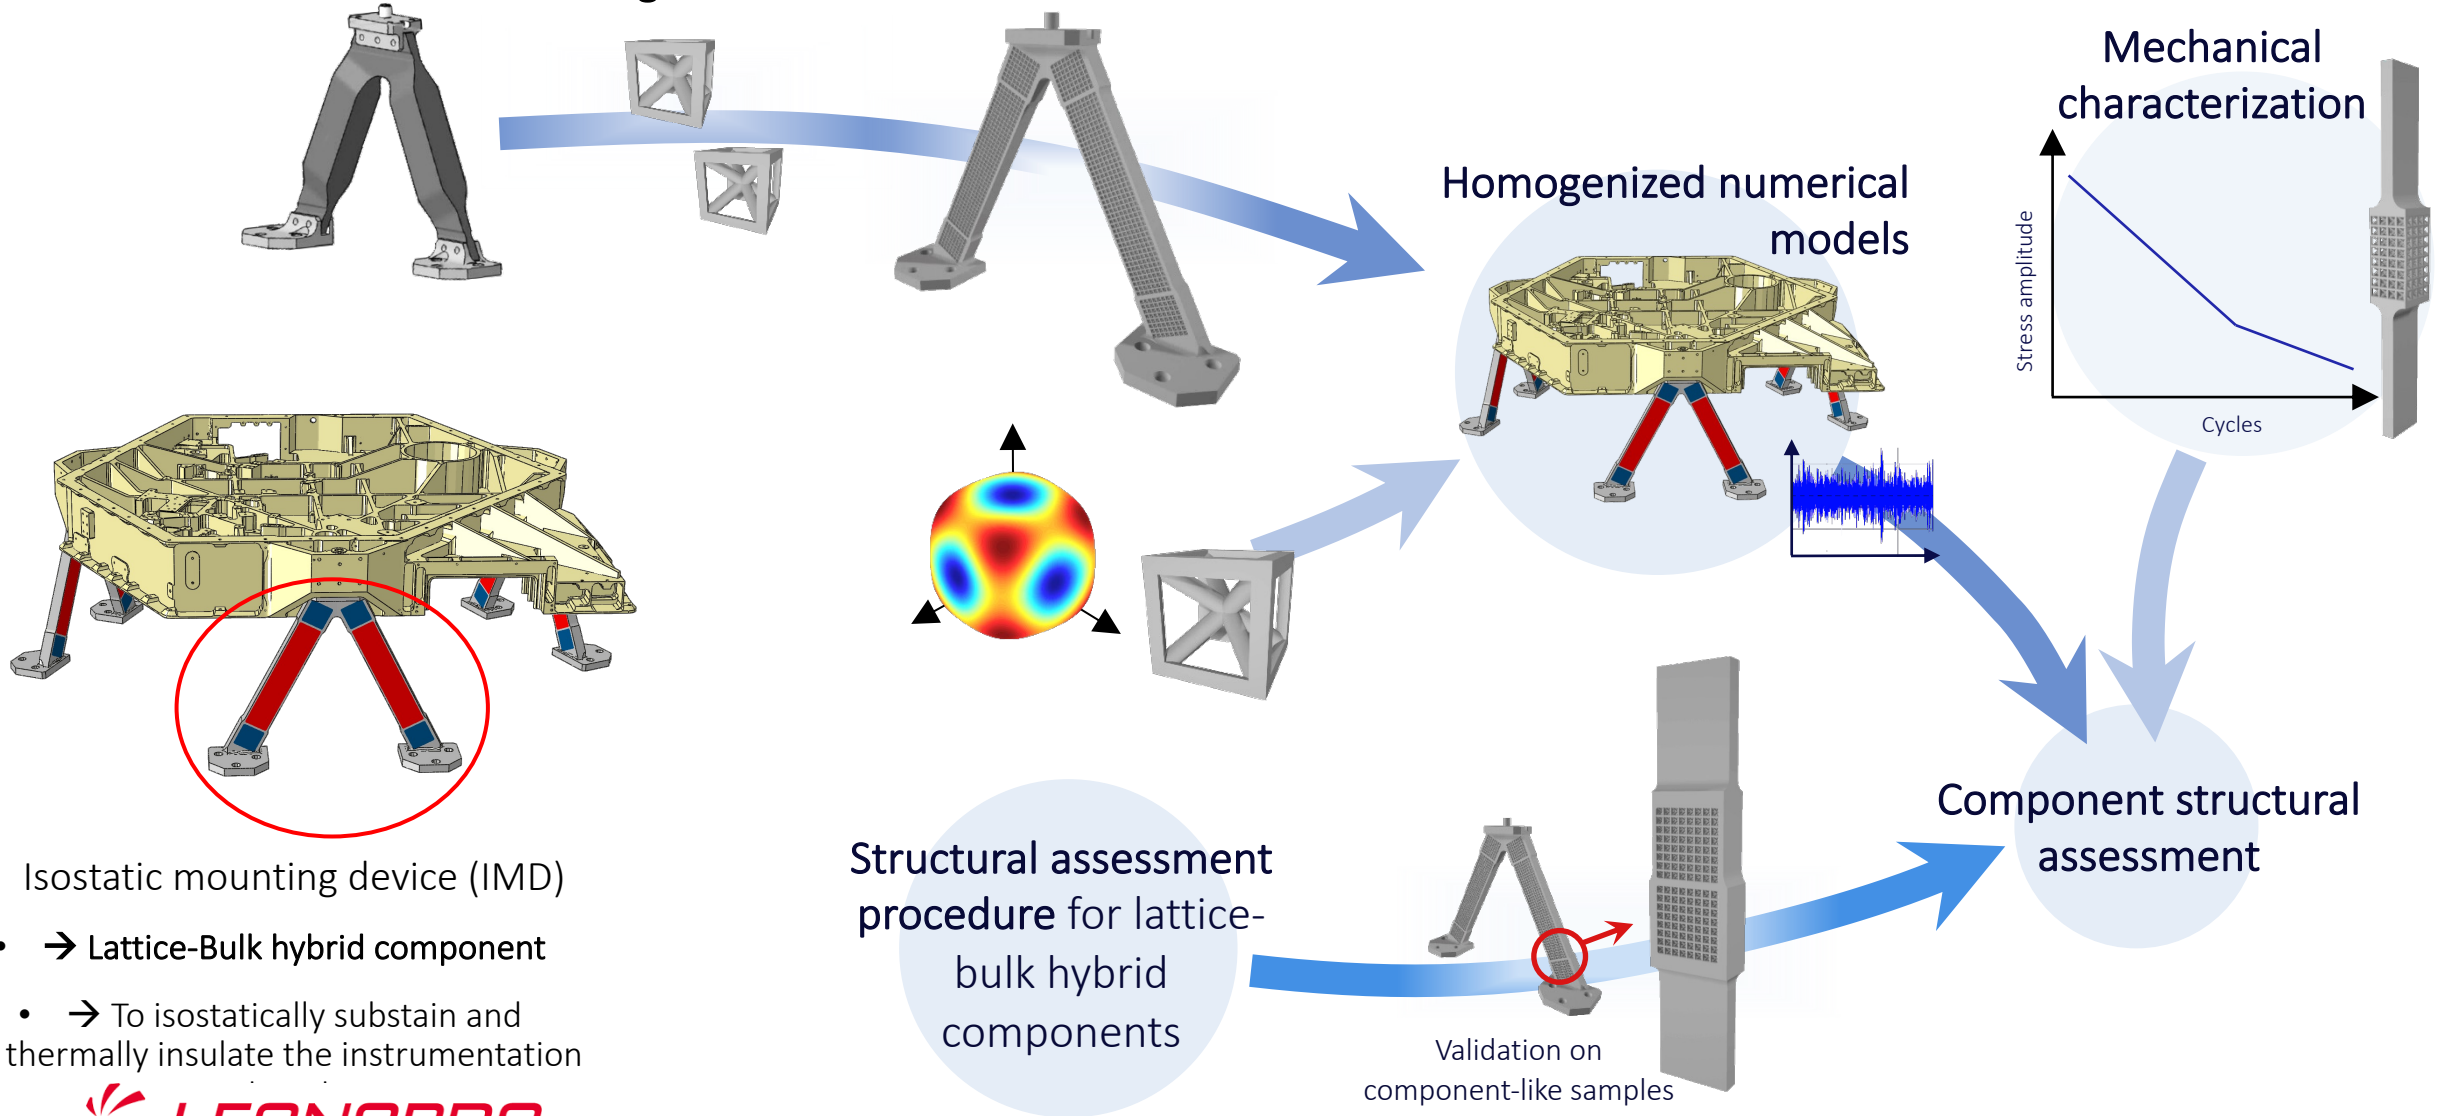 Mechanical
characterization
Stress amplitude
Cycles
Homogenized numerical
models
Isostatic mounting device (IMD)
• → Lattice-Bulk hybrid component
• → To isostatically substain and
thermally insulate the instrumentation
Structural assessment
procedure for lattice-
bulk hybrid
components
Validation on
component-like samples
Component structural
assessment
LEONARDO